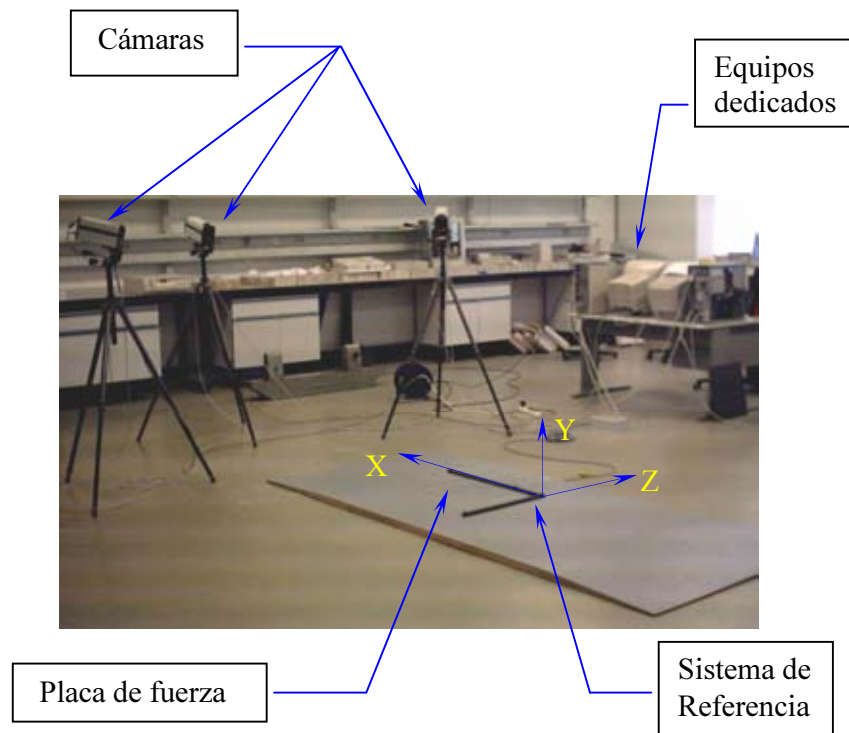 Cámaras
Equipos
dedicados
Y
X
Z
Placa de fuerza
Sistema de
Referencia